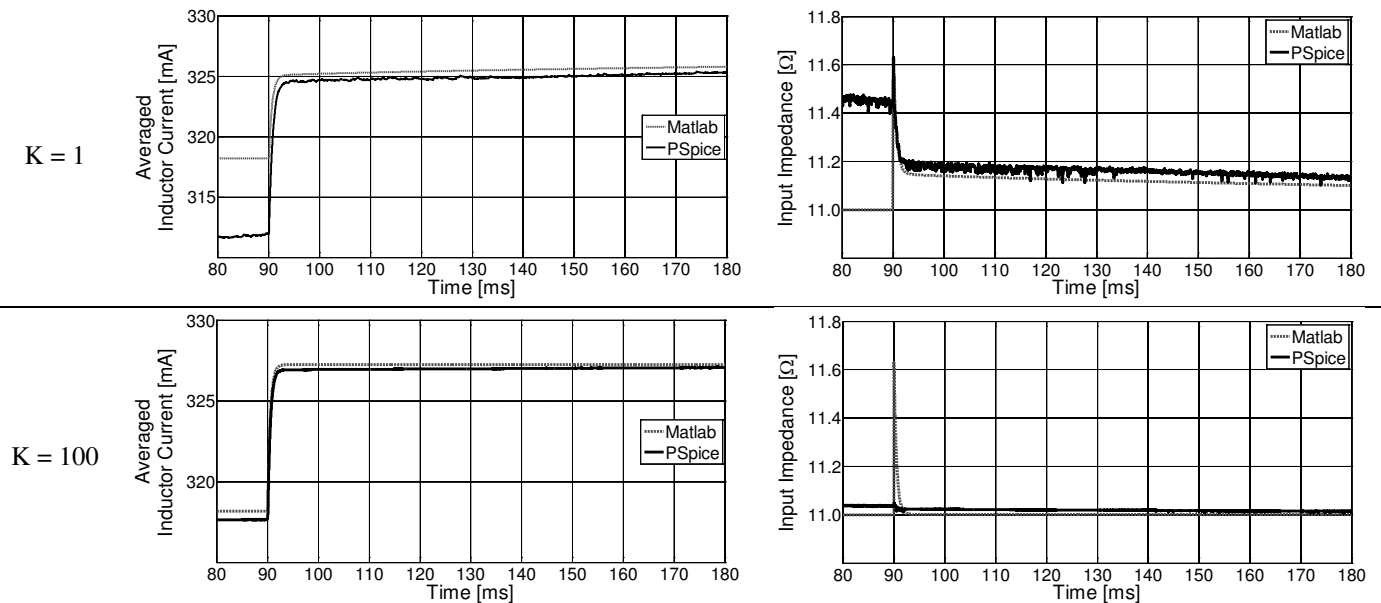 K = 1
Averaged
Inductor Current [mA]
330
325
320
315
310
80 90 100 110 120 130 140 150 160 170 180
Time [ms]
Matlab
PSpice
Input Impedance [Ω]
11.8
11.6
11.4
11.2
11.0
80 90 100 110 120 130 140 150 160 170 180
Time [ms]
Matlab
PSpice
K = 100
Averaged
Inductor Current [mA]
330
325
320
80 90 100 110 120 130 140 150 160 170 180
Time [ms]
Matlab
PSpice
Input Impedance [Ω]
11.8
11.6
11.4
11.2
11.0
80 90 100 110 120 130 140 150 160 170 180
Time [ms]
Matlab
PSpice